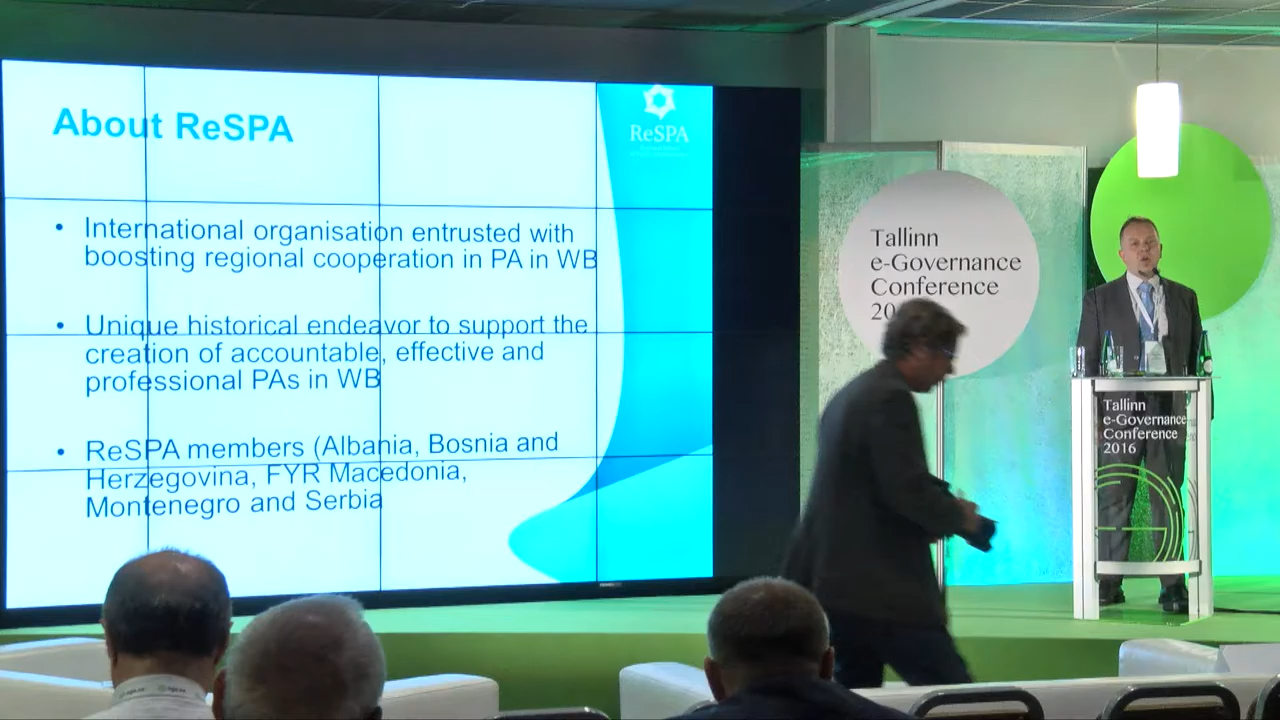 About ReSPA
ReSPA
• International organisation entrusted with
boosting regional cooperation in PA in WB
• Unique historical endeavor to support the
creation of accountable, effective and
professional PAs in WB
• ReSPA members (Albania, Bosnia and
Herzegovina, FYR Macedonia,
Montenegro and Serbia
Tallinn
e-Governance
Conference
20
Tallinn
e-Governance
Conference
2016